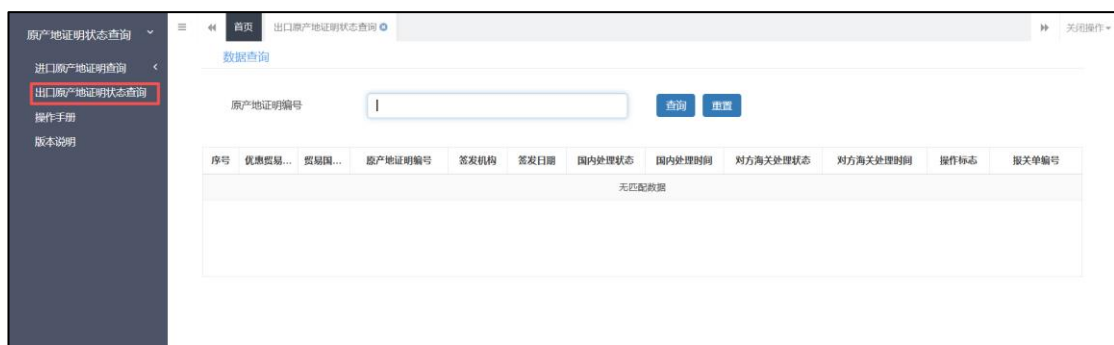 原产地证明状态查询
进口原产地证明查询
出口原产地证明状态查询
操作手册
版本说明
首页 出口原产地证明状态查询 关闭操作
数据查询
原产地证明编号 查询 重置
序号 优惠贸易... 贸易国... 原产地证明编号 签发机构 签发日期 国内处理状态 国内处理时间 对方海关处理状态 对方海关处理时间 操作标志 报关单编号
无匹配数据